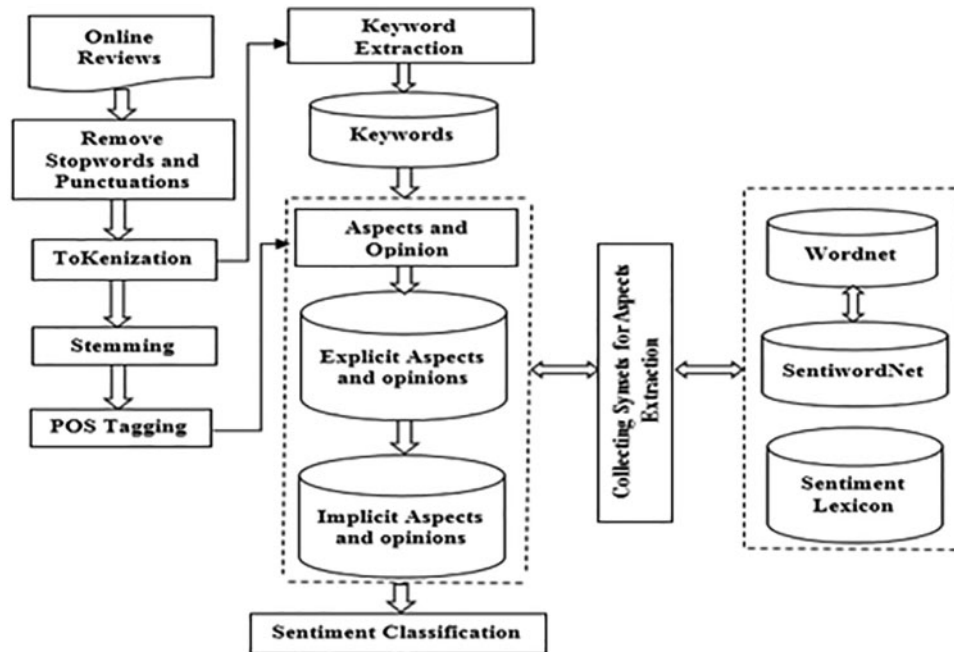 Online
Reviews
Remove
Stopwords and
Punctuations
ToKenization
Stemming
POS Tagging
Keyword
Extraction
Keywords
Aspects and
Opinion
Explicit Aspects
and opinions
Implicit Aspects
and opinions
Sentiment Classification
Collecting Synsets for Aspects
Extraction
Wordnet
SentiwordNet
Sentiment
Lexicon